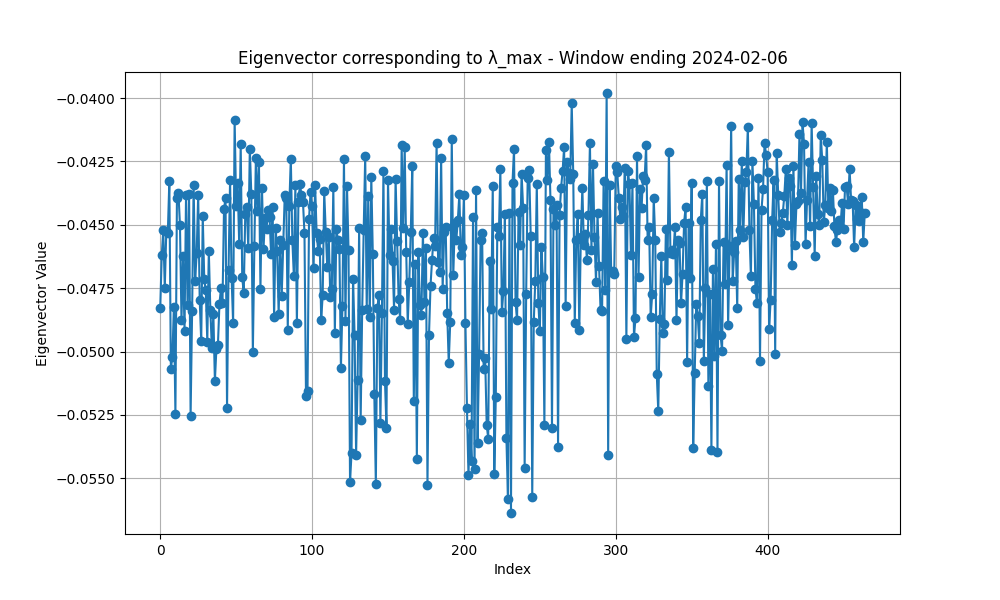 Eigenvector corresponding to λ_max - Window ending 2024-02-06
−0.0400
−0.0425
−0.0450
−0.0475
−0.0500
−0.0525
−0.0550
Eigenvector Value
0 100 200 300 400
Index